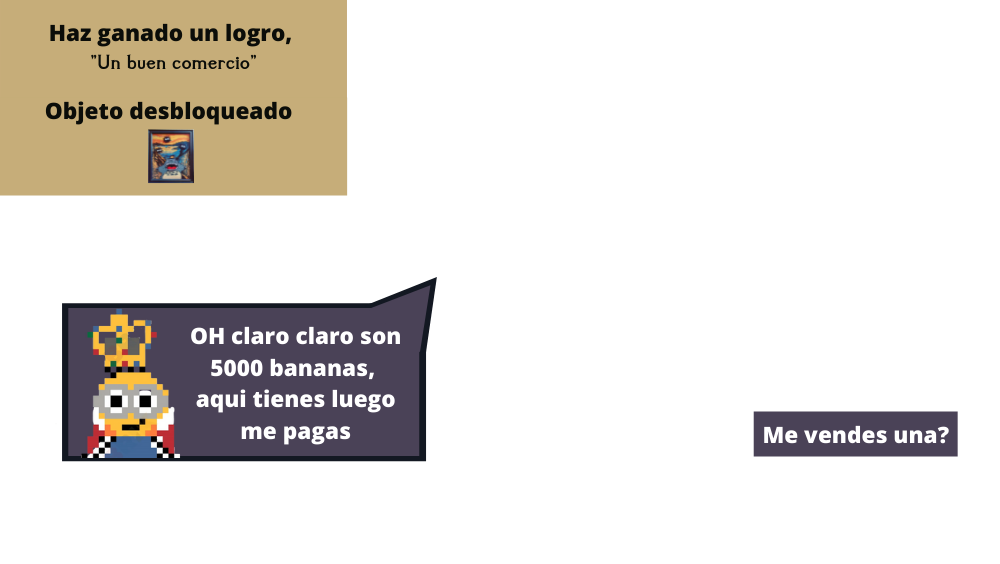 Haz ganado un logro,
"Un buen comercio"
Objeto desbloqueado
OH claro claro son
5000 bananas,
aqui tienes luego
me pagas
Me vendes una?